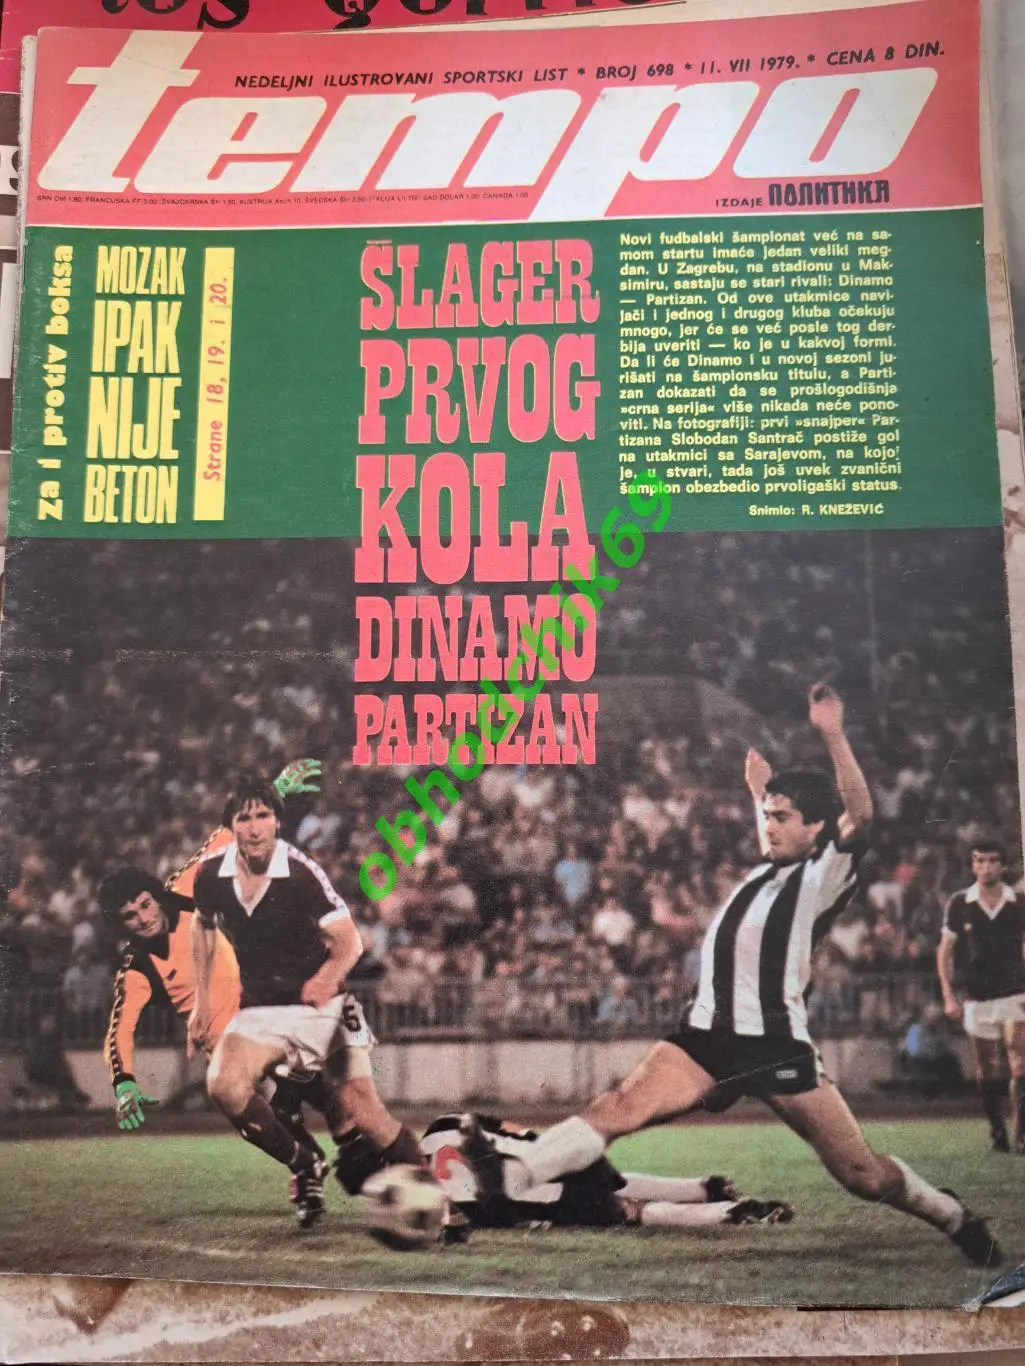 NEDELJNI ILUSTROVANI SPORTSKI LIST * BROJ 698 * 11. VII 1979. * CENA 8 DIN.
tempo
IZDAJE ПОЛИТИКА
za i protiv boksa
MOZAK
IPAK
NIJE
BETON
Strane 18, 19. i 20.
ŠLAGER
PRVOG
KOLA
DINAMO
PARTIZAN
Novi fudbalski šampionat već na sa-
mom startu imaće jedan veliki meg-
dan. U Zagrebu, na stadionu u Mak-
simiru, sastaju se stari rivali: Dinamo
— Partizan. Od ove utakmice navi-
jači i jednog i drugog kluba očekuju
mnogo, jer će se već posle tog der-
bija uveriti — ko je u kakvoj formi.
Da li će Dinamo i u novoj sezoni ju-
rišati na šampionsku titulu, a Parti-
zan dokazati da se prošlogodišnja
»crna serija« više nikada neće pono-
viti. Na fotografiji: prvi »snajper« Par-
tizana Slobodan Santrač postiže gol
na utakmici sa Sarajevom, na kojoj
je, u stvari, tada još uvek zvanični
šampion obezbedio prvoligaški status.
Snimio: R. KNEŽEVIĆ
obhodchik69